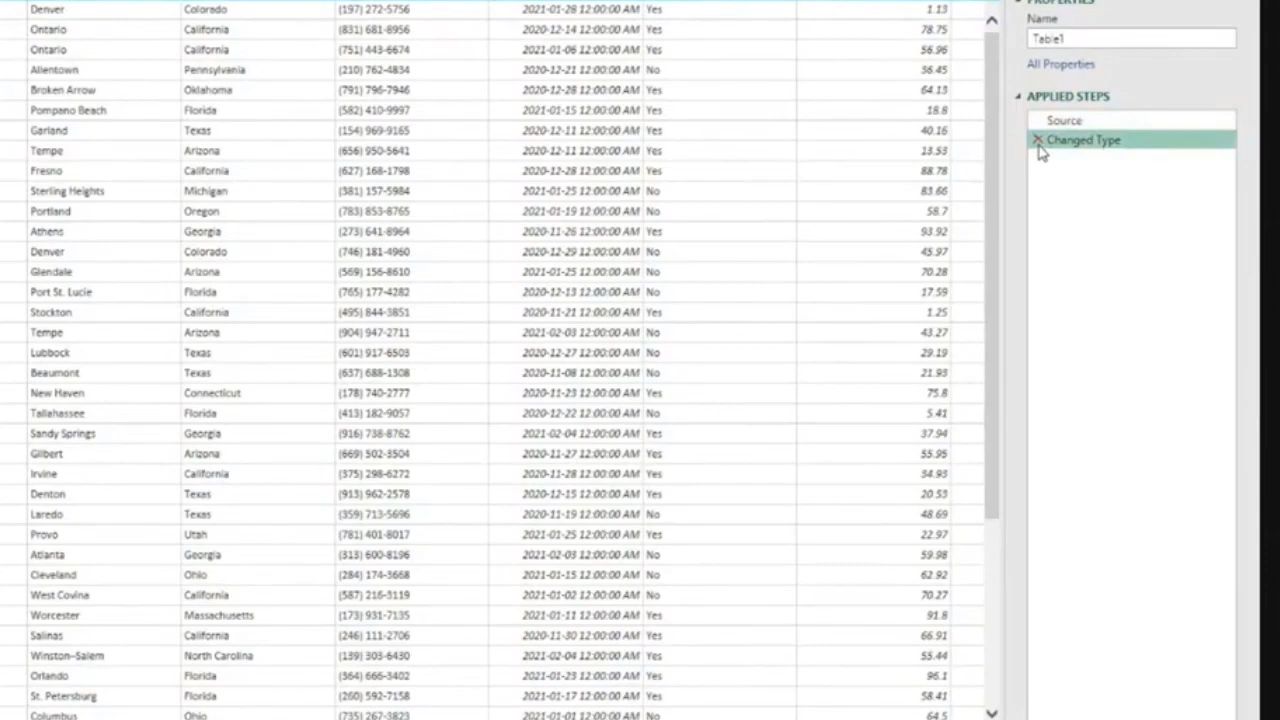 Denver Colorado (197) 272-5756 2021-01-28 12:00:00 AM Yes 1.13
Ontario California (831) 681-8956 2020-12-14 12:00:00 AM Yes 78.75
Ontario California (751) 443-6674 2021-01-06 12:00:00 AM Yes 56.96
Allentown Pennsylvania (210) 762-4834 2020-12-21 12:00:00 AM No 36.45
Broken Arrow Oklahoma (791) 796-7946 2020-12-28 12:00:00 AM Yes 64.13
Pompano Beach Florida (582) 410-9997 2021-01-15 12:00:00 AM Yes 18.8
Garland Texas (154) 969-9165 2020-12-11 12:00:00 AM Yes 40.16
Tempe Arizona (656) 950-5641 2020-12-11 12:00:00 AM Yes 13.53
Fresno California (627) 168-1798 2020-12-28 12:00:00 AM Yes 88.78
Sterling Heights Michigan (381) 157-5984 2021-01-25 12:00:00 AM No 83.66
Portland Oregon (783) 853-8765 2021-01-19 12:00:00 AM No 58.7
Athens Georgia (273) 641-8964 2020-11-26 12:00:00 AM Yes 93.92
Denver Colorado (746) 181-4960 2020-12-29 12:00:00 AM No 45.97
Glendale Arizona (569) 156-8610 2021-01-25 12:00:00 AM No 70.28
Port St. Lucie Florida (765) 177-4282 2020-12-13 12:00:00 AM No 17.59
Stockton California (495) 844-3851 2020-11-21 12:00:00 AM Yes 1.25
Tempe Arizona (904) 947-2711 2021-02-03 12:00:00 AM No 43.27
Lubbock Texas (601) 917-6503 2020-12-27 12:00:00 AM No 29.19
Beaumont Texas (637) 688-1308 2020-11-08 12:00:00 AM No 21.93
New Haven Connecticut (178) 740-2777 2020-11-23 12:00:00 AM Yes 75.8
Tallahassee Florida (413) 182-9057 2020-12-22 12:00:00 AM No 5.41
Sandy Springs Georgia (916) 738-8762 2021-02-04 12:00:00 AM Yes 37.94
Gilbert Arizona (669) 502-3504 2020-11-27 12:00:00 AM Yes 55.95
Irvine California (375) 298-6272 2020-11-28 12:00:00 AM Yes 34.93
Denton Texas (913) 962-2578 2020-12-15 12:00:00 AM Yes 20.53
Laredo Texas (359) 713-5696 2020-11-19 12:00:00 AM No 48.69
Provo Utah (781) 401-8017 2021-01-25 12:00:00 AM Yes 22.97
Atlanta Georgia (313) 600-8196 2021-02-03 12:00:00 AM No 59.98
Cleveland Ohio (284) 174-3668 2021-01-15 12:00:00 AM No 62.92
West Covina California (587) 216-3119 2021-01-02 12:00:00 AM No 70.27
Worcester Massachusetts (173) 931-7135 2021-01-11 12:00:00 AM Yes 91.8
Salinas California (246) 111-2706 2020-11-30 12:00:00 AM Yes 66.91
Winston–Salem North Carolina (139) 303-6430 2021-02-04 12:00:00 AM Yes 55.44
Orlando Florida (364) 666-3402 2021-01-23 12:00:00 AM Yes 96.1
St. Petersburg Florida (260) 592-7158 2021-01-17 12:00:00 AM Yes 58.41
Columbus Ohio (735) 267-3823 2021-01-01 12:00:00 AM No 64.5
PROPERTIES
Name
Table1
All Properties
APPLIED STEPS
Source
Changed Type